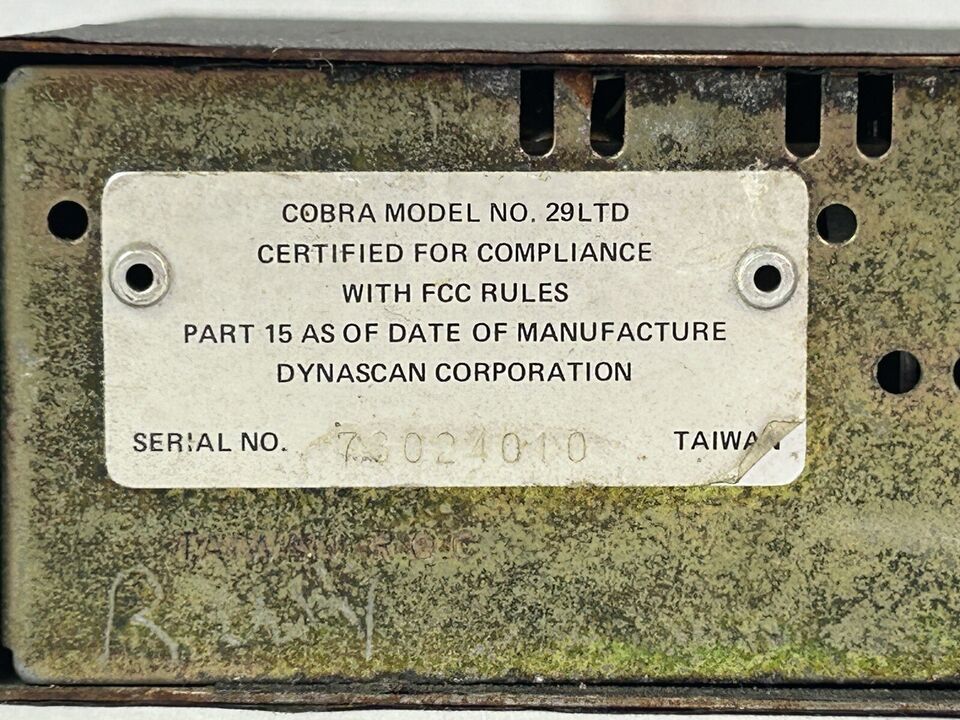 COBRA MODEL NO. 29LTD
CERTIFIED FOR COMPLIANCE
WITH FCC RULES
PART 15 AS OF DATE OF MANUFACTURE
DYNASCAN CORPORATION
SERIAL NO. 73024010 TAIWAN
TAIWAN R.O.C